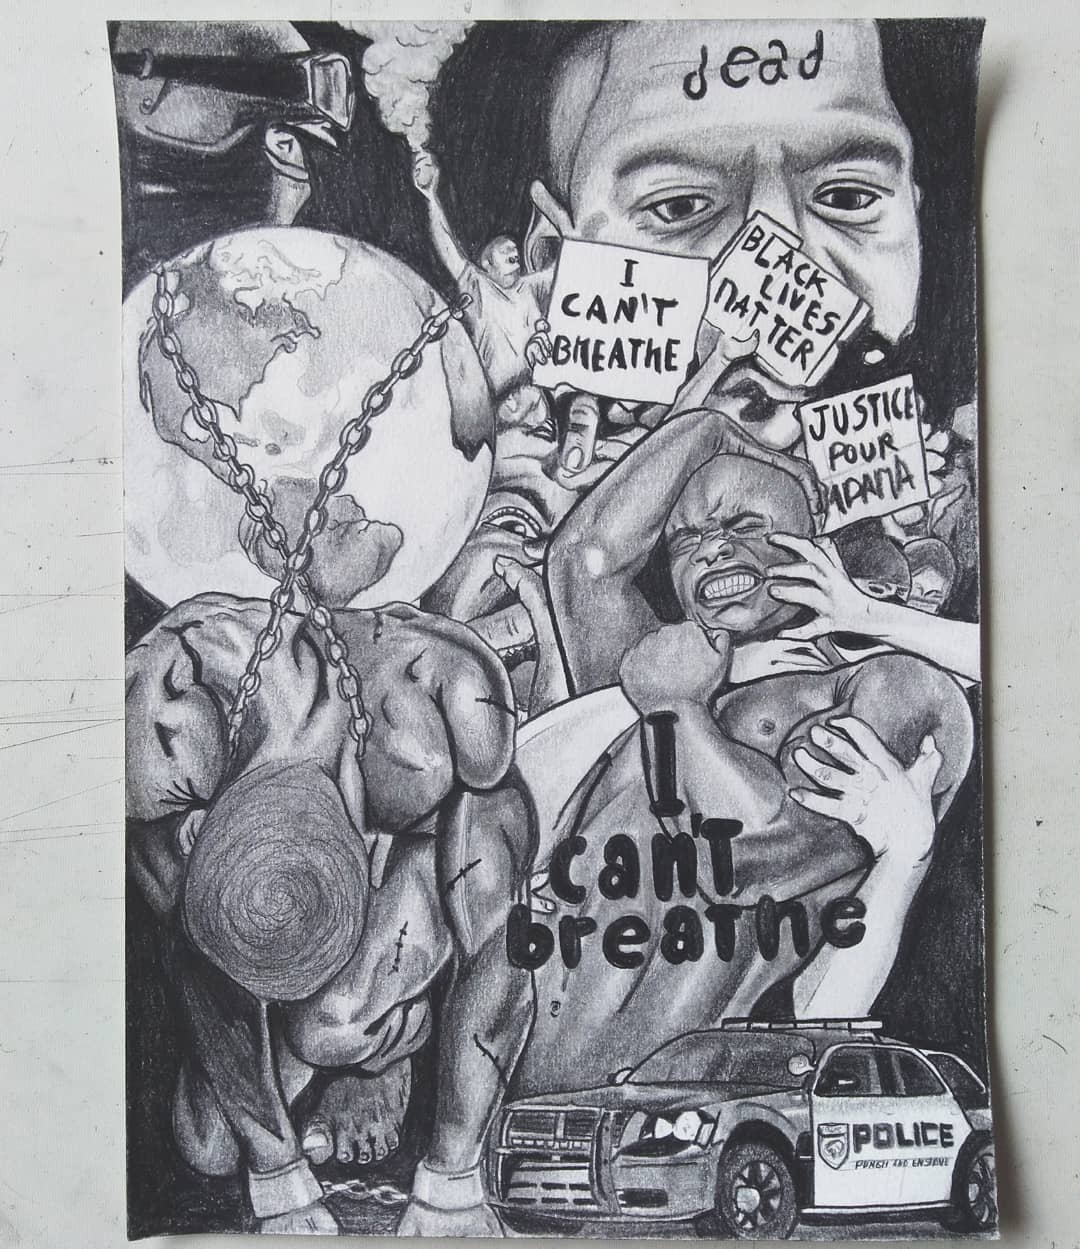 dead
I
CAN'T
BREATHE
BLACK
LIVES
MATTER
JUSTICE
POUR
ADAMA
I
can't
breathe
POLICE
PUNISH AND ENSLAVE